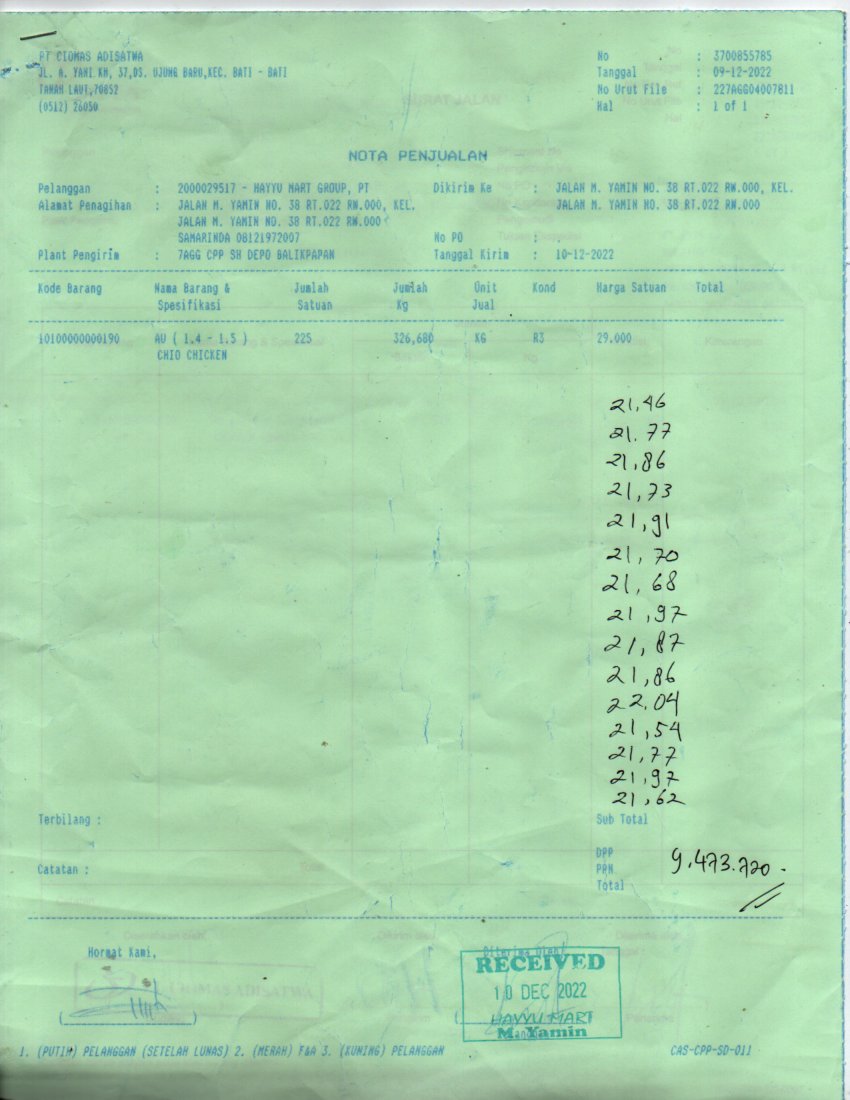 PT CIOMAS ADISATWA
JL. A. YANI KM, 37,DS. UJUNG BARU,KEC. BATI - BATI
TANAH LAUT,70852
(0512) 26050
No : 3700855785
Tanggal : 09-12-2022
No Urut File : 227AGG04007811
Hal : 1 of 1
SURAT JALAN
NOTA PENJUALAN
Pelanggan : 2000029517 - HAYYU MART GROUP, PT
Alamat Penagihan : JALAN M. YAMIN NO. 38 RT.022 RW.000, KEL.
JALAN M. YAMIN NO. 38 RT.022 RW.000
SAMARINDA 08121972007
Plant Pengirim : 7AGG CPP SH DEPO BALIKPAPAN
Dikirim Ke : JALAN M. YAMIN NO. 38 RT.022 RW.000, KEL.
JALAN M. YAMIN NO. 38 RT.022 RW.000
No PO :
Tanggal Kirim : 10-12-2022
Kode Barang Nama Barang & Jumlah Jumlah Unit Kond Harga Satuan Total
Spesifikasi Satuan Kg Jual
10100000000190 AU ( 1.4 - 1.5 ) 225 326,680 KG R3 29.000
CHIO CHICKEN
21,46
21.77
21,86
21,73
21,91
21,70
21,68
21,97
21,87
21,86
22.04
21,54
21,77
21,97
21,62
Terbilang :
Sub Total
DPP
Catatan :
PPN
9.473.720.-
Total
Hormat Kami,
Diterima Oleh
CIOMAS ADISATWA
RECEIVED
10 DEC 2022
HAYYU MART
M. Yamin
1. (PUTIH) PELANGGAN (SETELAH LUNAS) 2. (MERAH) F&A 3. (KUNING) PELANGGAN
CAS-CPP-SD-011